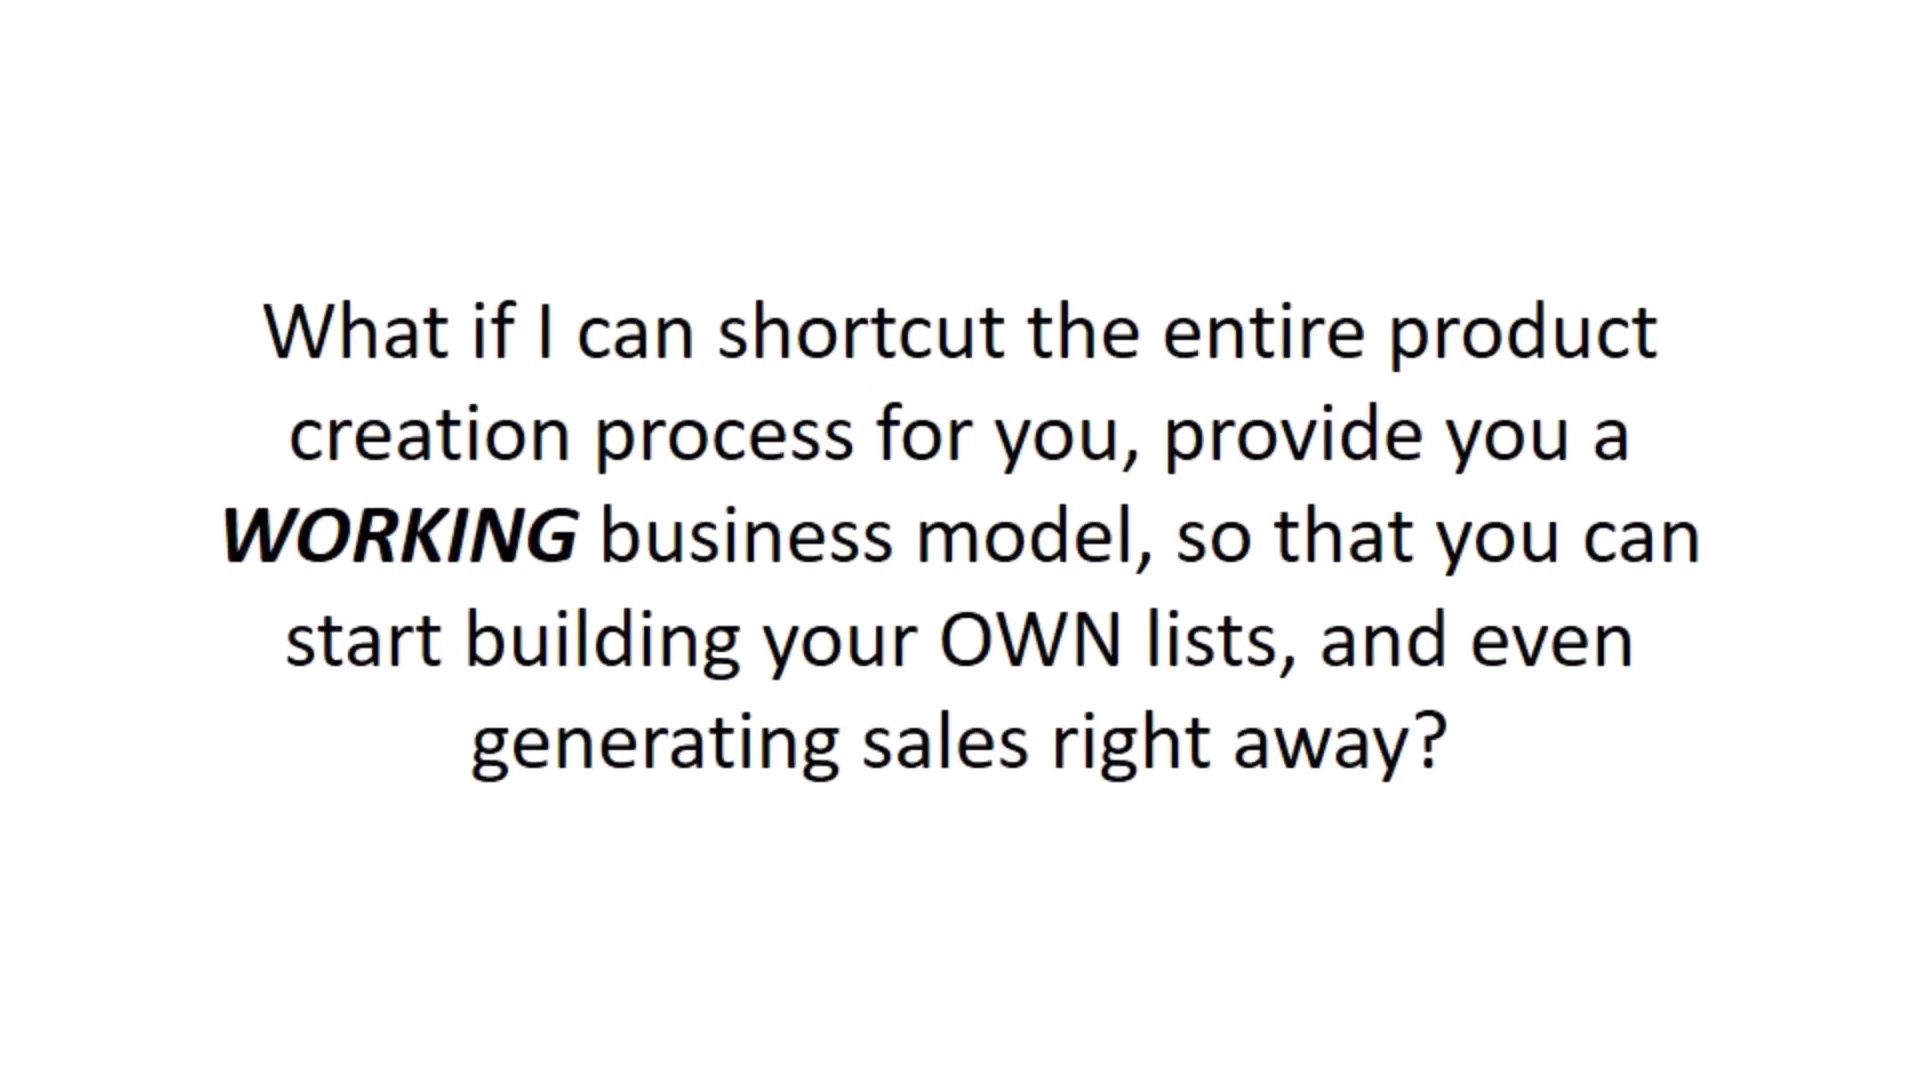 What if I can shortcut the entire product
creation process for you, provide you a
WORKING business model, so that you can
start building your OWN lists, and even
generating sales right away?